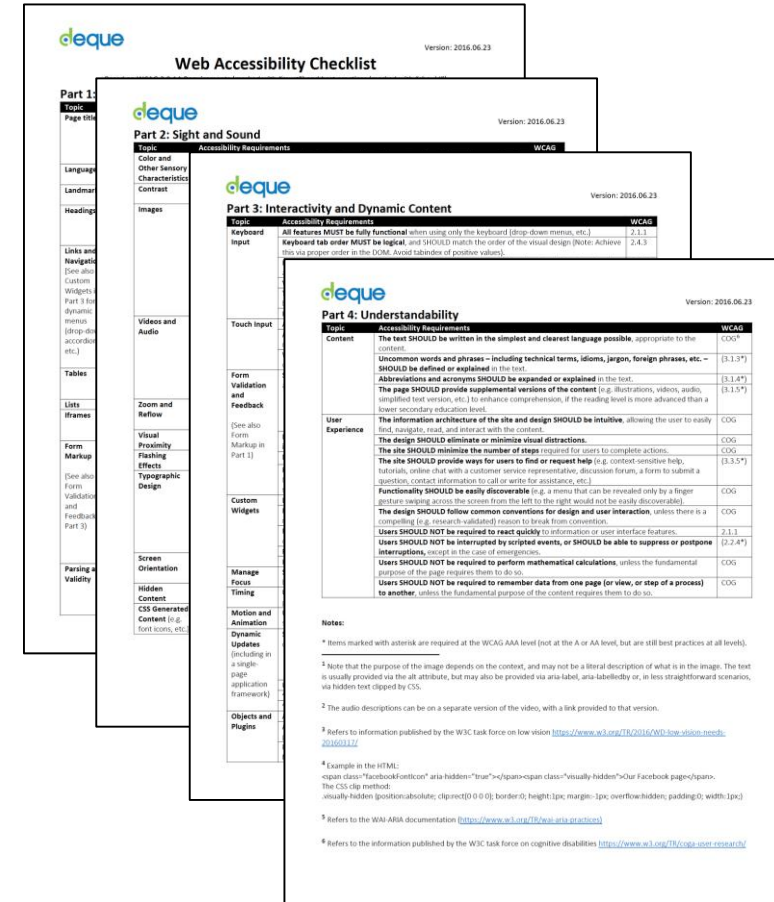 deque
Version: 2016.06.23
Web Accessibility Checklist
Part 1:
Topic
Page title
Language
Landmar
Headings
Links and
Navigatio
(See also
Custom
Widgets i
Part 3 for
dynamic
menus
(drop-do
accordion
etc.)
Tables
Lists
iframes
Form
Markup
(See also
Form
Validation
and
Feedback
Part 3)
Parsing a
Validity
deque
Version: 2016.06.23
Part 2: Sight and Sound
Topic Accessibility Requirements WCAG
Color and
Other Sensory
Characteristics
Contrast
Images
Videos and
Audio
Zoom and
Reflow
Visual
Proximity
Flashing
Effects
Typographic
Design
Screen
Orientation
Hidden
Content
CSS Generated
Content (e.g.
font icons, etc.)
deque
Version: 2016.06.23
Part 3: Interactivity and Dynamic Content
Topic Accessibility Requirements WCAG
Keyboard All features MUST be fully functional when using only the keyboard (drop-down menus, etc.) 2.1.1
Input Keyboard tab order MUST be logical, and SHOULD match the order of the visual design (Note: Achieve 2.4.3
this via proper order in the DOM. Avoid tabindex of positive values).
Touch Input
Form
Validation
and
Feedback
(See also
Form
Markup in
Part 1)
Custom
Widgets
Manage
Focus
Timing
Motion and
Animation
Dynamic
Updates
(including in
a single-
page
application
framework)
Objects and
Plugins
deque
Version: 2016.06.23
Part 4: Understandability
Topic Accessibility Requirements WCAG
Content The text SHOULD be written in the simplest and clearest language possible, appropriate to the COG⁶
content.
Uncommon words and phrases – including technical terms, idioms, jargon, foreign phrases, etc. – (3.1.3*)
SHOULD be defined or explained in the text.
Abbreviations and acronyms SHOULD be expanded or explained in the text. (3.1.4*)
The page SHOULD provide supplemental versions of the content (e.g. illustrations, videos, audio, (3.1.5*)
simplified text version, etc.) to enhance comprehension, if the reading level is more advanced than a
lower secondary education level.
User The information architecture of the site and design SHOULD be intuitive, allowing the user to easily COG
Experience find, navigate, read, and interact with the content.
The design SHOULD eliminate or minimize visual distractions. COG
The site SHOULD minimize the number of steps required for users to complete actions. COG
The site SHOULD provide ways for users to find or request help (e.g. context-sensitive help, (3.3.5*)
tutorials, online chat with a customer service representative, discussion forum, a form to submit a
question, contact information to call or write for assistance, etc.)
Functionality SHOULD be easily discoverable (e.g. a menu that can be revealed only by a finger COG
gesture swiping across the screen from the left to the right would not be easily discoverable).
The design SHOULD follow common conventions for design and user interaction, unless there is a COG
compelling (e.g. research-validated) reason to break from convention.
Users SHOULD NOT be required to react quickly to information or user interface features. 2.1.1
Users SHOULD NOT be interrupted by scripted events, or SHOULD be able to suppress or postpone (2.2.4*)
interruptions, except in the case of emergencies.
Users SHOULD NOT be required to perform mathematical calculations, unless the fundamental COG
purpose of the page requires them to do so.
Users SHOULD NOT be required to remember data from one page (or view, or step of a process) COG
to another, unless the fundamental purpose of the content requires them to do so.
Notes:
* Items marked with asterisk are required at the WCAG AAA level (not at the A or AA level, but are still best practices at all levels).
¹ Note that the purpose of the image depends on the context, and may not be a literal description of what is in the image. The text
is usually provided via the alt attribute, but may also be provided via aria-label, aria-labelledby or, in less straightforward scenarios,
via hidden text clipped by CSS.
² The audio descriptions can be on a separate version of the video, with a link provided to that version.
³ Refers to information published by the W3C task force on low vision https://www.w3.org/TR/2016/WD-low-vision-needs-
20160317/
⁴ Example in the HTML:
<span class="facebookFontIcon" aria-hidden="true"></span><span class="visually-hidden">Our Facebook page</span>.
The CSS clip method:
.visually-hidden {position:absolute; clip:rect(0 0 0 0); border:0; height:1px; margin:-1px; overflow:hidden; padding:0; width:1px;}
⁵ Refers to the WAI-ARIA documentation (https://www.w3.org/TR/wai-aria-practices)
⁶ Refers to the information published by the W3C task force on cognitive disabilities https://www.w3.org/TR/coga-user-research/